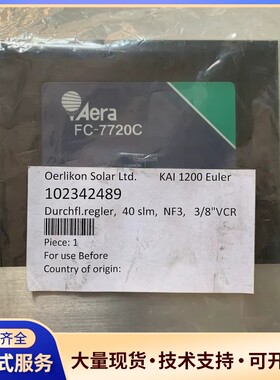 Aera
FC-7720C
Oerlikon Solar Ltd. KAI 1200 Euler
102342489
Durchfl.regler, 40 slm, NF3, 3/8"VCR
Piece: 1
For use Before
Country of origin:
齐全
式服务
大量现货·技术支持·可开